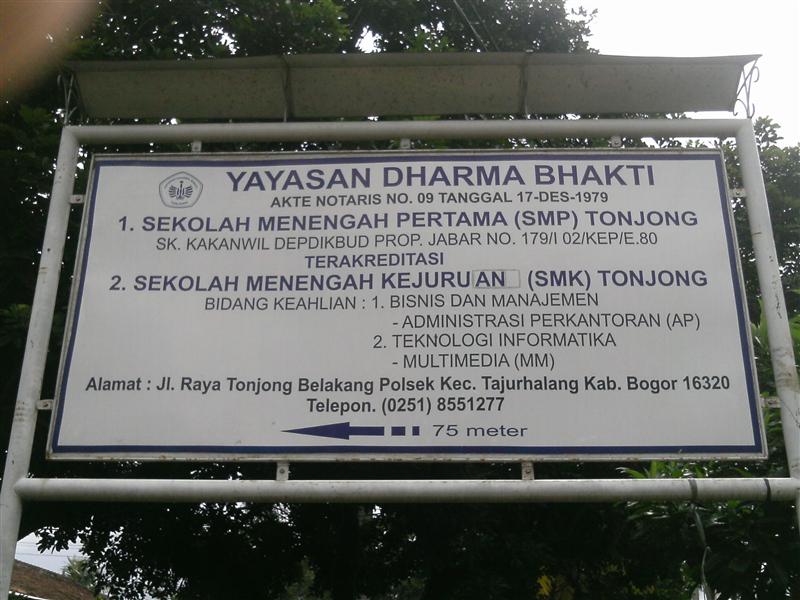 YAYASAN DHARMA BHAKTI
AKTE NOTARIS NO. 09 TANGGAL 17-DES-1979
1. SEKOLAH MENENGAH PERTAMA (SMP) TONJONG
SK. KAKANWIL DEPDIKBUD PROP. JABAR NO. 179/I 02/KEP/E.80
TERAKREDITASI
2. SEKOLAH MENENGAH KEJURUAN (SMK) TONJONG
BIDANG KEAHLIAN : 1. BISNIS DAN MANAJEMEN
- ADMINISTRASI PERKANTORAN (AP)
2. TEKNOLOGI INFORMATIKA
- MULTIMEDIA (MM)
Alamat : Jl. Raya Tonjong Belakang Polsek Kec. Tajurhalang Kab. Bogor 16320
Telepon. (0251) 8551277
75 meter